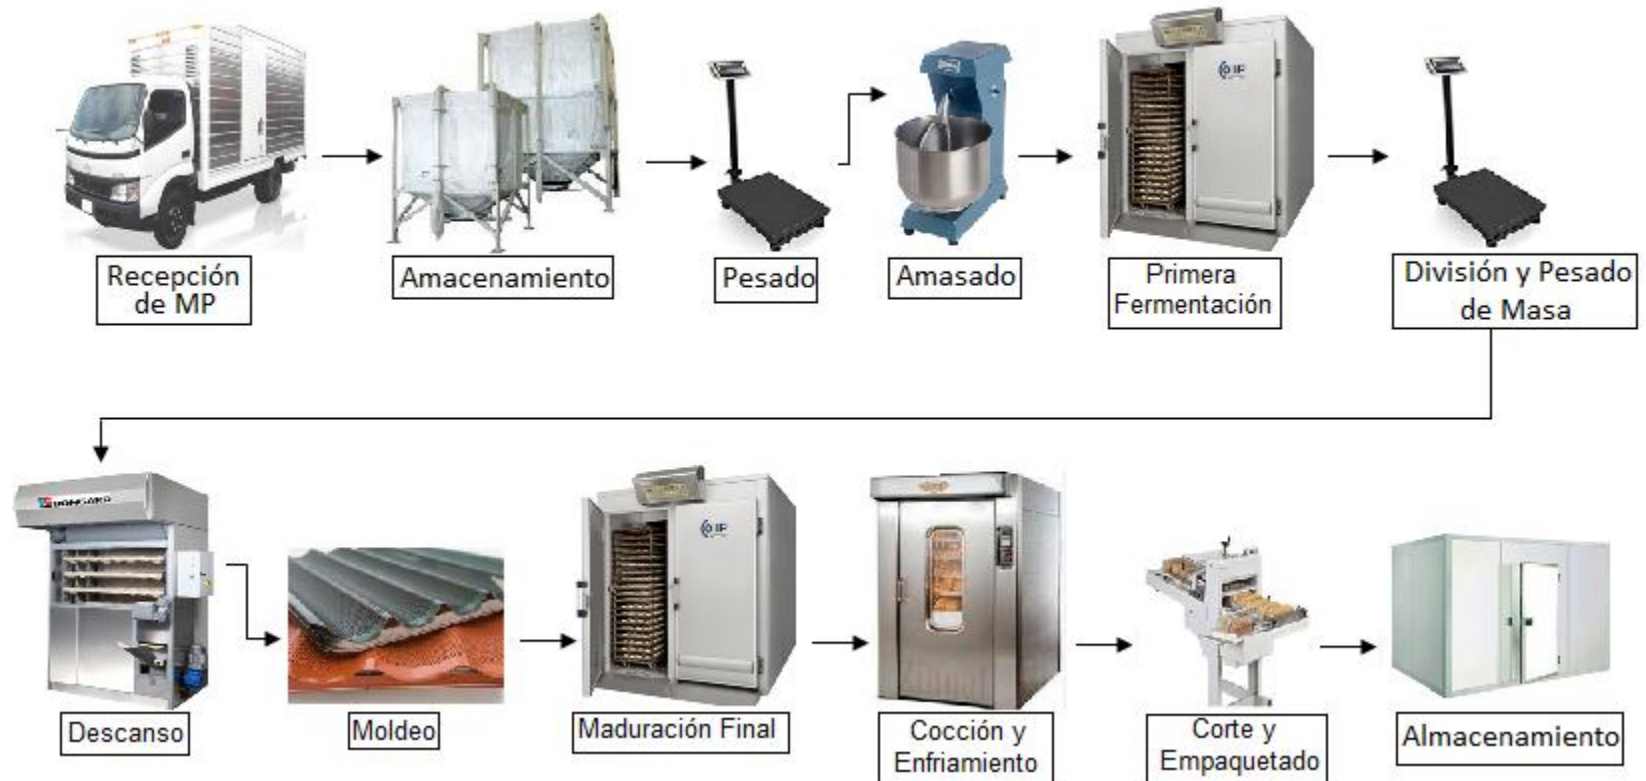 Recepción
de MP
Amacenamiento
Pesado
Amasado
Primera
Fermentación
División y Pesado
de Masa
Descanso
Moldeo
Maduración Final
Cocción y
Enfriamiento
Corte y
Empaquetado
Almacenamiento